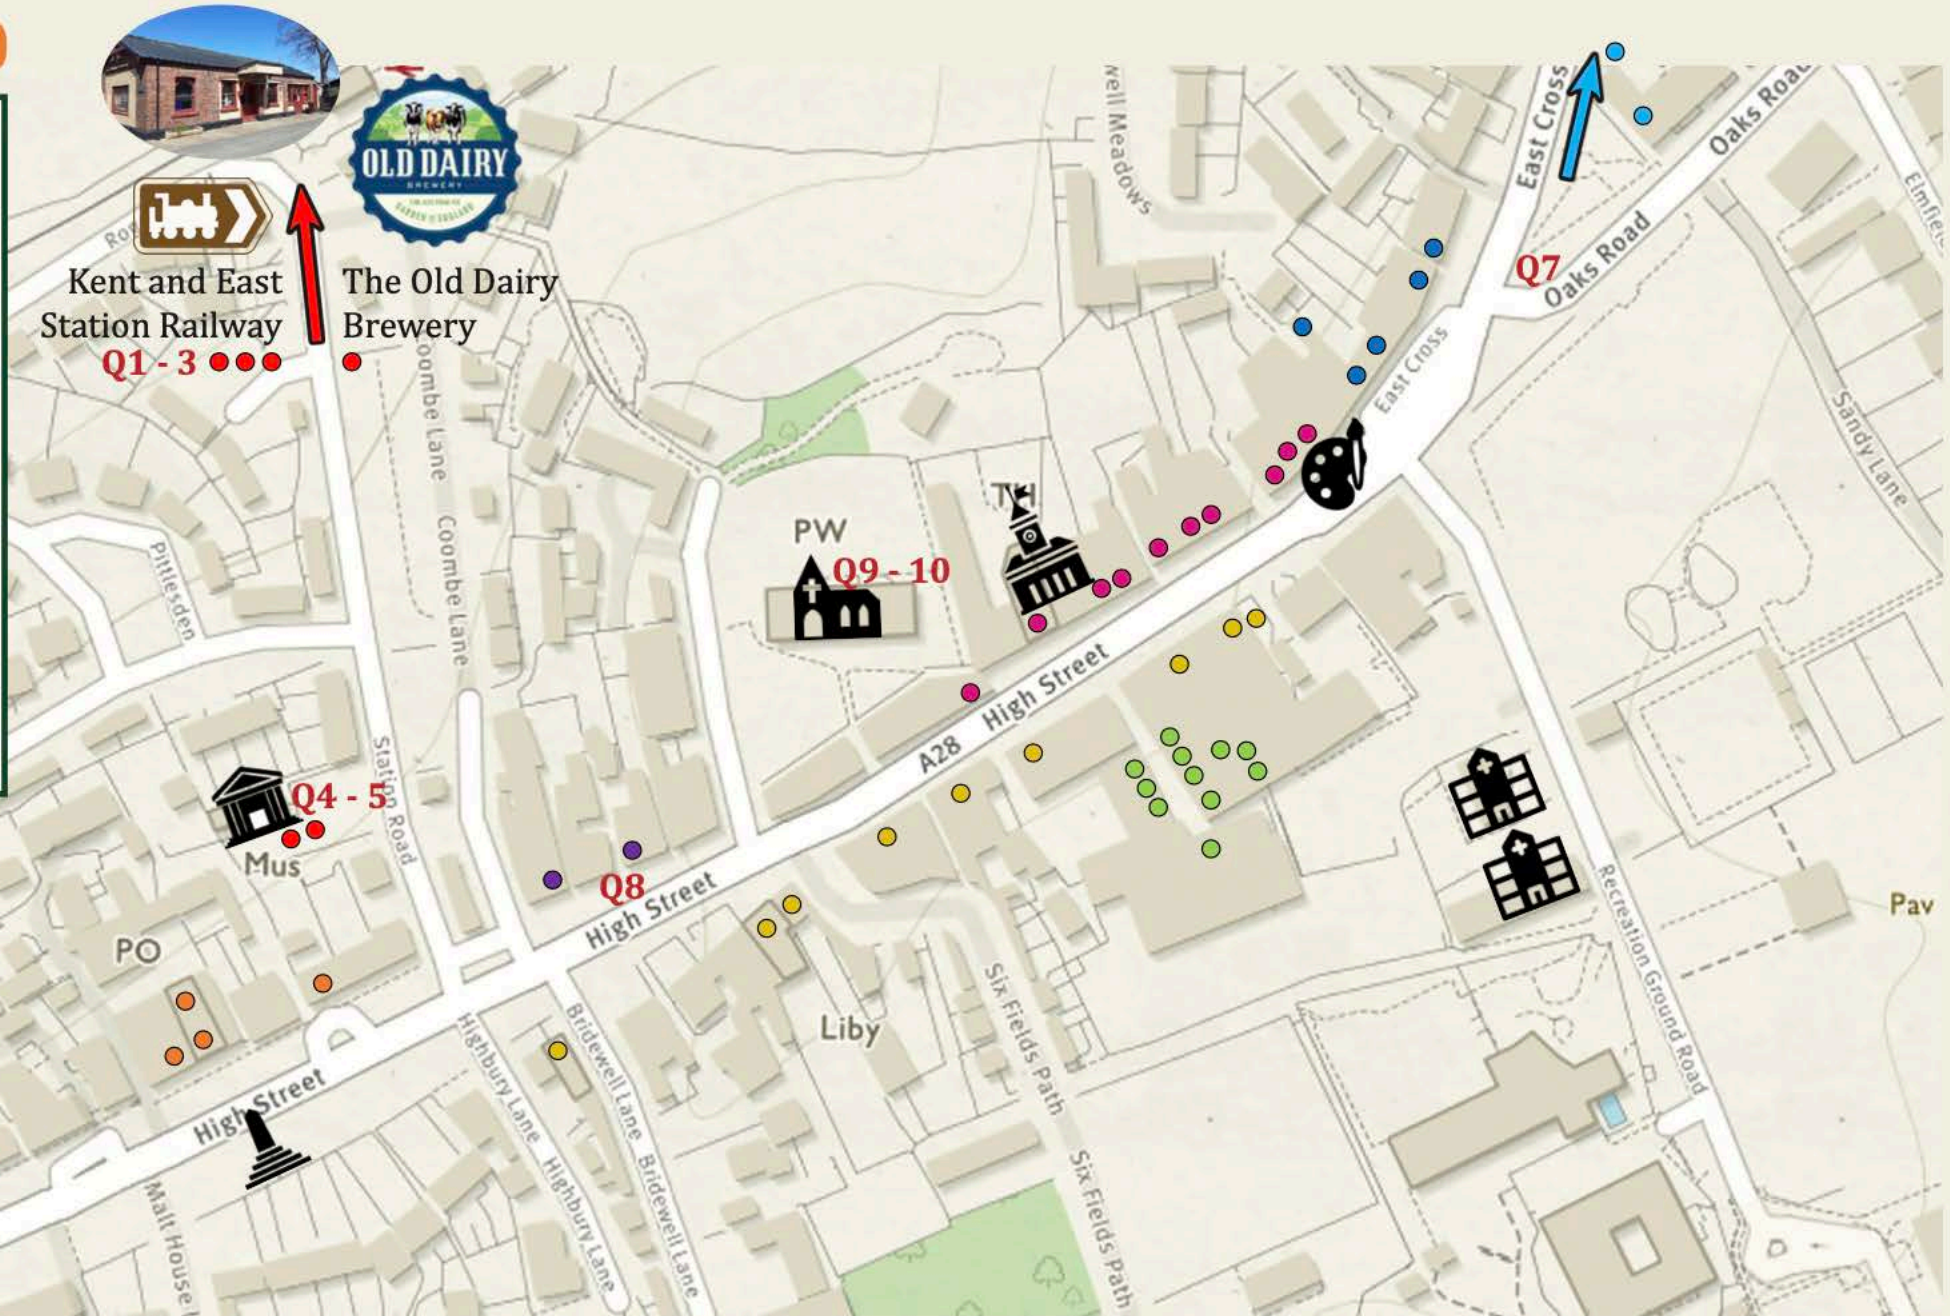 OLD DAIRY
BREWERY
Kent and East
Station Railway
Q1 - 3
The Old Dairy
Brewery
well Meadows
East Cross
Oaks Road
Oaks Road
Q7
East Cross
Sandy Lane
Coombe Lane
Coombe Lane
Pittlesden
PW
Q9 - 10
TH
High Street
A28
Station Road
Q4 - 5
Mus
Q8
High Street
PO
High Street
Liby
Six Fields Path
Six Fields Path
Highbury Lane
Highbury Lane
Bridewell Lane
Bridewell Lane
Malt House
Recreation Ground Road
Pav